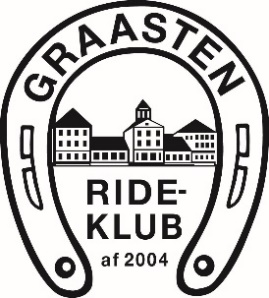 GRAASTEN
RIDE-
KLUB
af 2004